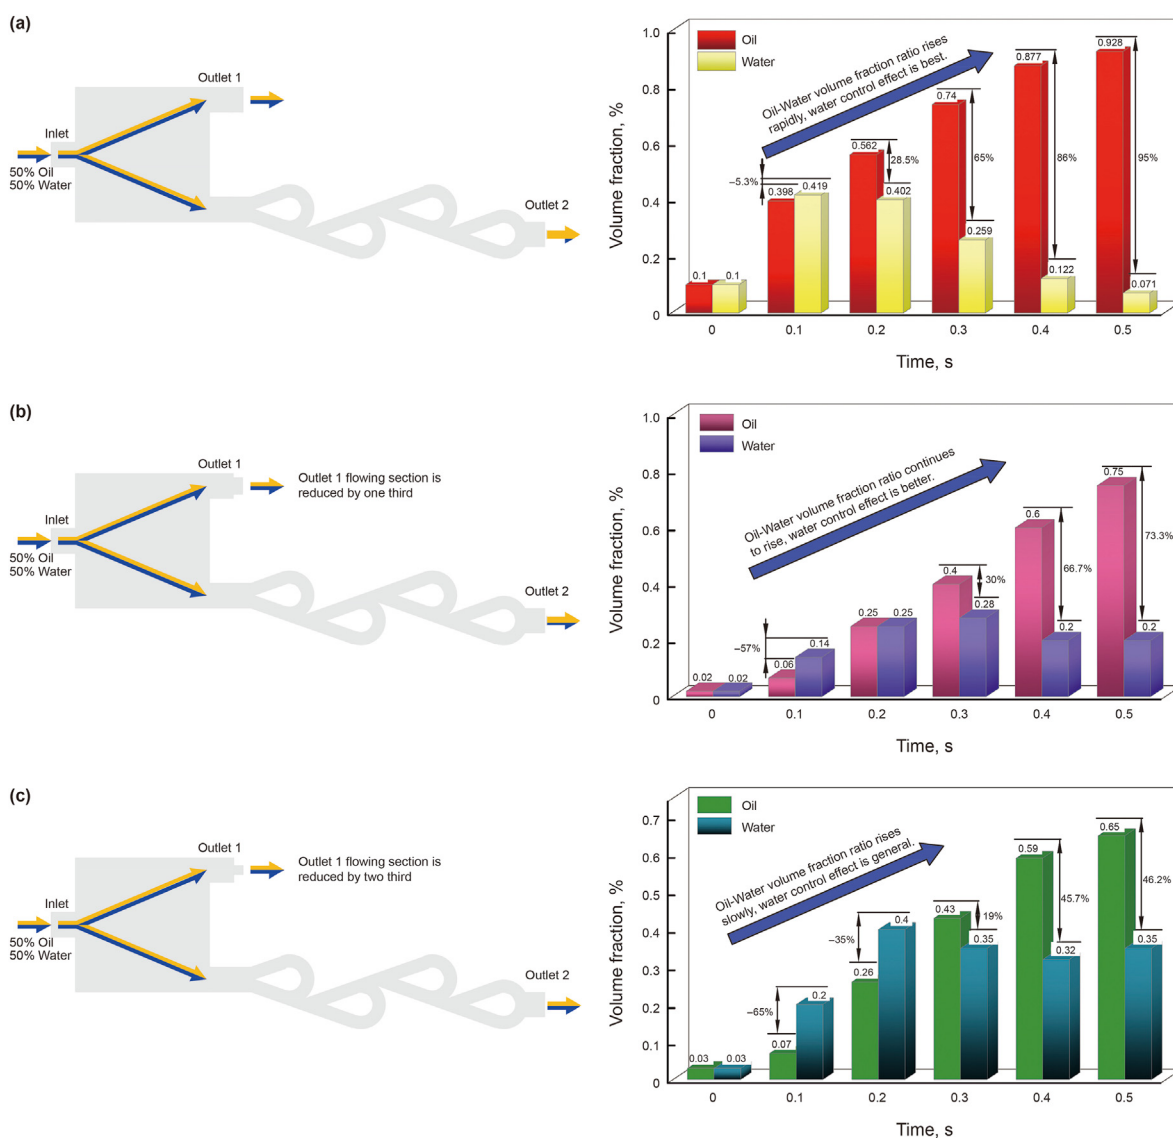 (a)
Outlet 1
Inlet
50% Oil
50% Water
Outlet 2
Oil
Water
Oil-Water volume fraction ratio rises
rapidly, water control effect is best.
Volume fraction, %
1.0
0.8
0.6
0.4
0.2
0
0.1
0.1
–5.3%
0.398
0.419
0.562
28.5%
0.402
0.74
65%
0.259
0.877
86%
0.122
0.928
95%
0.071
0
0.1
0.2
0.3
0.4
0.5
Time, s
(b)
Outlet 1
Outlet 1 flowing section is
reduced by one third
Inlet
50% Oil
50% Water
Outlet 2
Oil
Water
Oil-Water volume fraction ratio continues
to rise, water control effect is better.
Volume fraction, %
1.0
0.8
0.6
0.4
0.2
0
0.02
0.02
–57%
0.06
0.14
0.25
0.25
0.4
30%
0.28
0.6
66.7%
0.2
0.75
73.3%
0.2
0
0.1
0.2
0.3
0.4
0.5
Time, s
(c)
Outlet 1
Outlet 1 flowing section is
reduced by two third
Inlet
50% Oil
50% Water
Outlet 2
Oil
Water
Oil-Water volume fraction ratio rises
slowly, water control effect is general.
Volume fraction, %
0.7
0.6
0.5
0.4
0.3
0.2
0.1
0
0.03
0.03
–65%
0.07
0.2
–35%
0.26
0.4
0.43
19%
0.35
0.59
45.7%
0.32
0.65
46.2%
0.35
0
0.1
0.2
0.3
0.4
0.5
Time, s